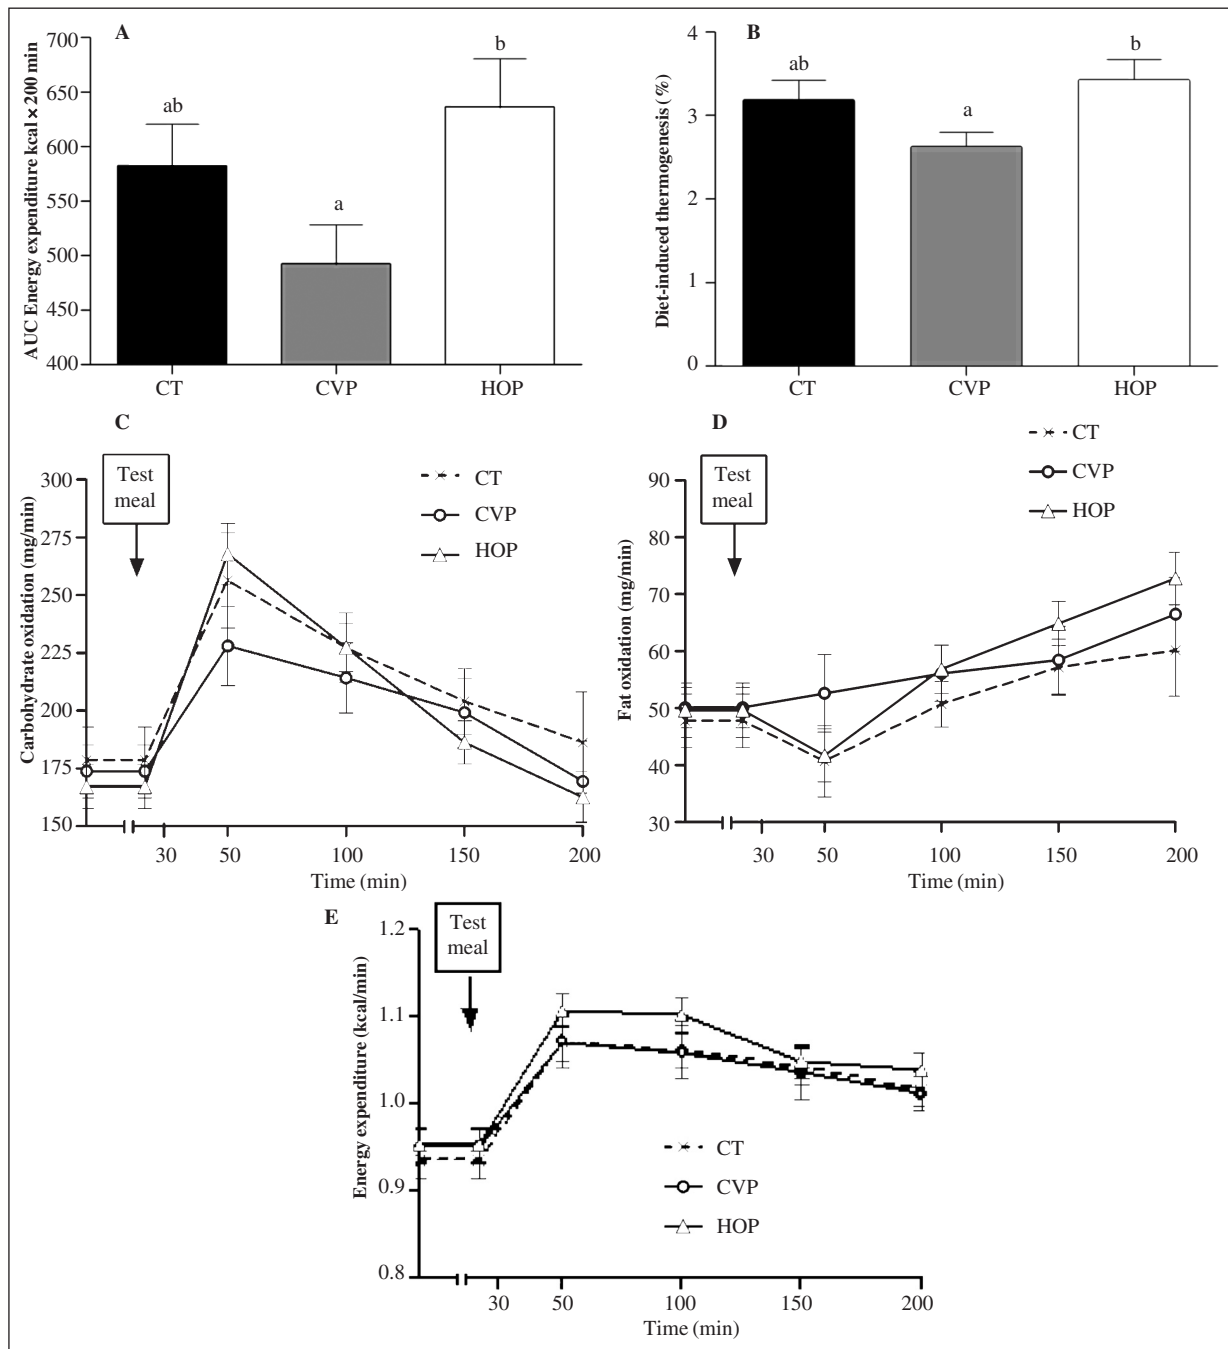 A
AUC Energy expenditure kcal × 200 min
700
650
600
550
500
450
400
ab
a
b
CT
CVP
HOP
B
Diet-induced thermogenesis (%)
4
3
2
1
0
ab
a
b
CT
CVP
HOP
C
Carbohydrate oxidation (mg/min)
300
275
250
225
200
175
150
Test
meal
CT
CVP
HOP
30
50
100
150
200
Time (min)
D
Fat oxidation (mg/min)
90
80
70
60
50
40
30
Test
meal
CT
CVP
HOP
30
50
100
150
200
Time (min)
E
Energy expenditure (kcal/min)
1.2
1.1
1.0
0.9
0.8
Test
meal
CT
CVP
HOP
30
50
100
150
200
Time (min)